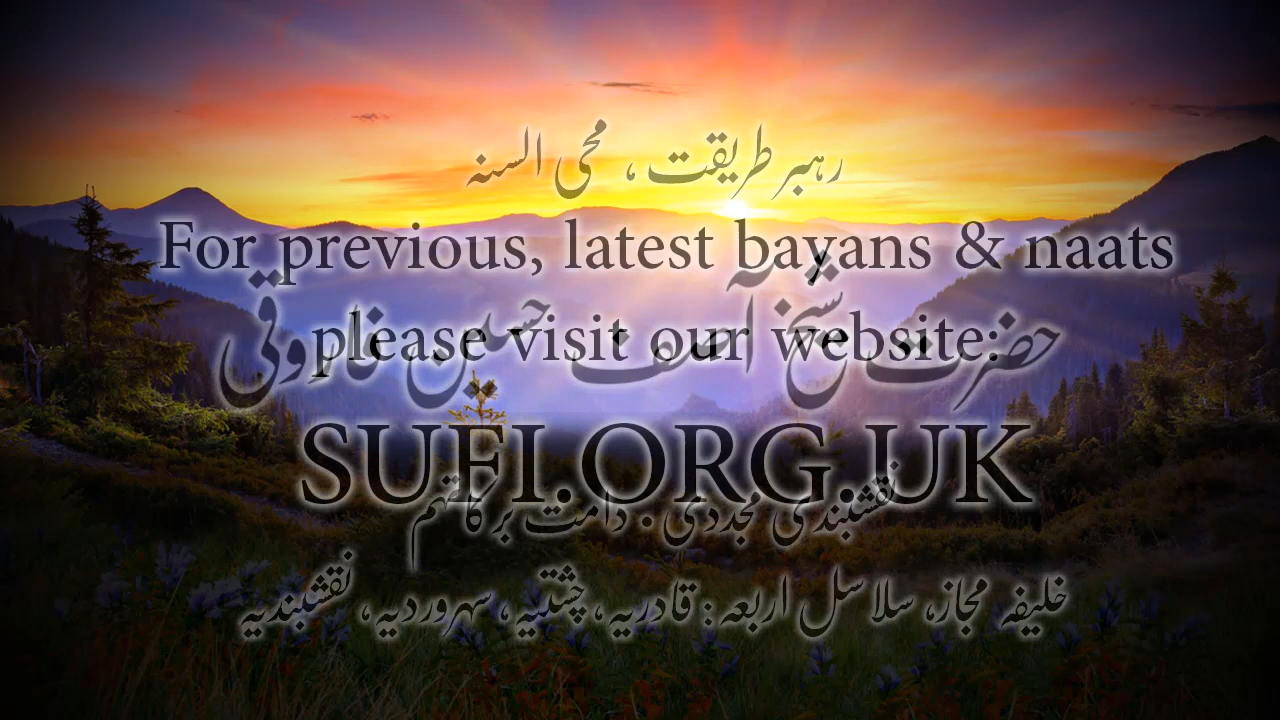 رہبر طریقت، محی السنہ
For previous, latest bayans & naats
حضرت شیخ آصف حسین فاروقی
please visit our website:
SUFI.ORG.UK
نقشبندی مجددی دامت برکاتہم
خلیفہ مجاز، سلاسل اربعہ: قادریہ، چشتیہ، سہروردیہ، نقشبندیہ